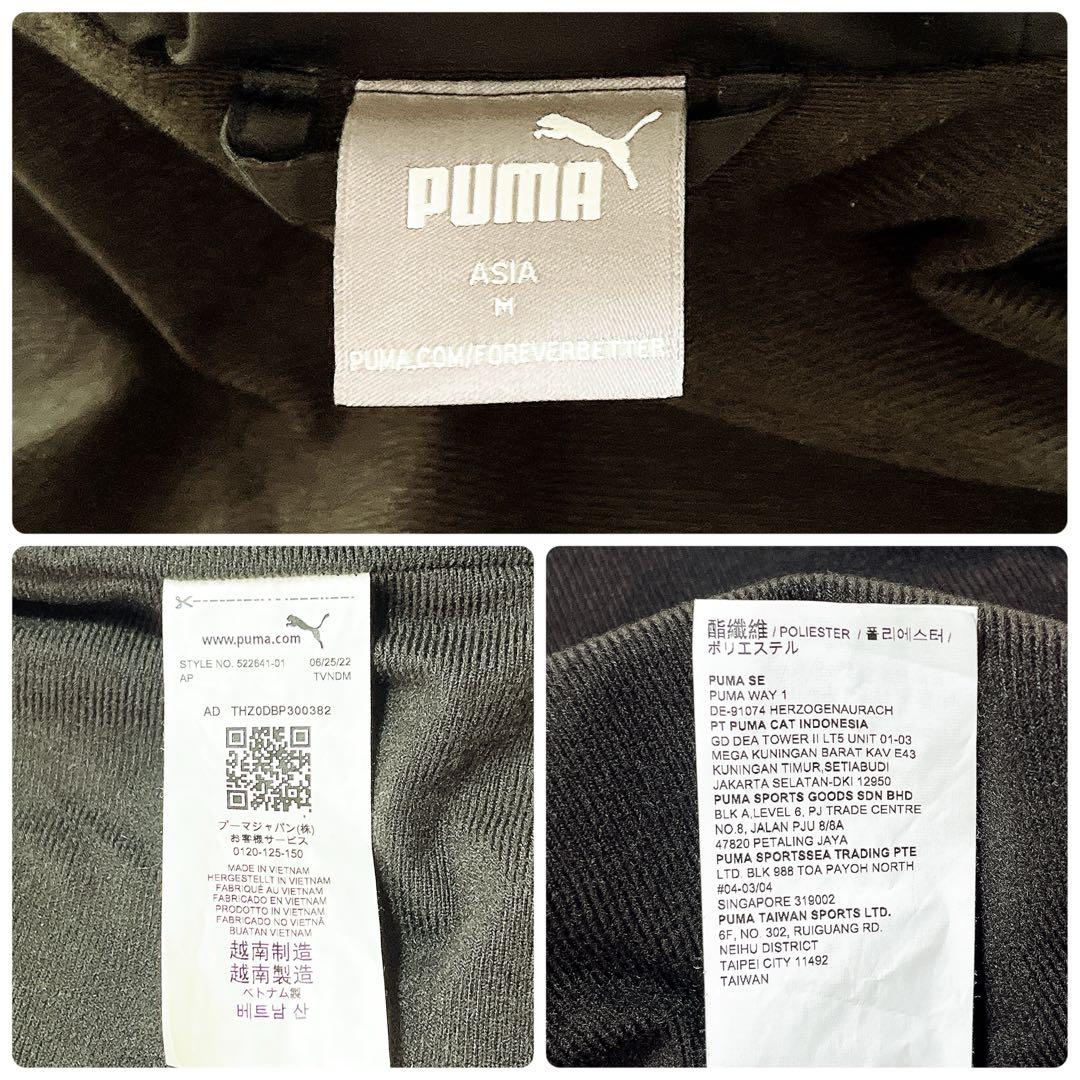 PUMA
ASIA
M
PUMA.COM/FOREVERBETTER
www.puma.com
STYLE NO. 522641-01 06/25/22
AP TVNDM
AD THZ0DBP300382
プーマジャパン(株)
お客様サービス
0120-125-150
MADE IN VIETNAM
HERGESTELLT IN VIETNAM
FABRIQUÉ AU VIETNAM
FABRICADO EN VIETNAM
PRODOTTO IN VIETNAM
FABRICADO NO VIETNÃ
BUATAN VIETNAM
越南制造
越南製造
ベトナム製
베트남 산
酯纖維 / POLIESTER / 폴리에스터 /
ポリエステル
PUMA SE
PUMA WAY 1
DE-91074 HERZOGENAURACH
PT PUMA CAT INDONESIA
GD DEA TOWER II LT5 UNIT 01-03
MEGA KUNINGAN BARAT KAV E43
KUNINGAN TIMUR,SETIABUDI
JAKARTA SELATAN-DKI 12950
PUMA SPORTS GOODS SDN BHD
BLK A,LEVEL 6, PJ TRADE CENTRE
NO.8, JALAN PJU 8/8A
47820 PETALING JAYA
PUMA SPORTSSEA TRADING PTE
LTD. BLK 988 TOA PAYOH NORTH
#04-03/04
SINGAPORE 319002
PUMA TAIWAN SPORTS LTD.
6F, NO. 302, RUIGUANG RD.
NEIHU DISTRICT
TAIPEI CITY 11492
TAIWAN